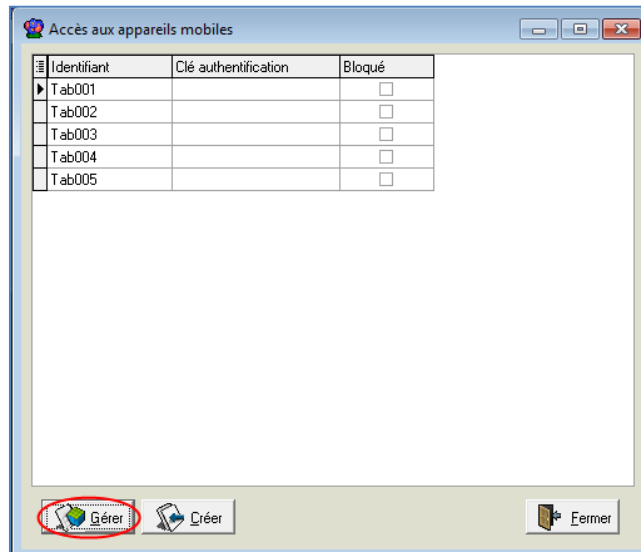 Accès aux appareils mobiles
Identifiant Clé authentification Bloqué
Tab001
Tab002
Tab003
Tab004
Tab005
Gérer Créer Fermer